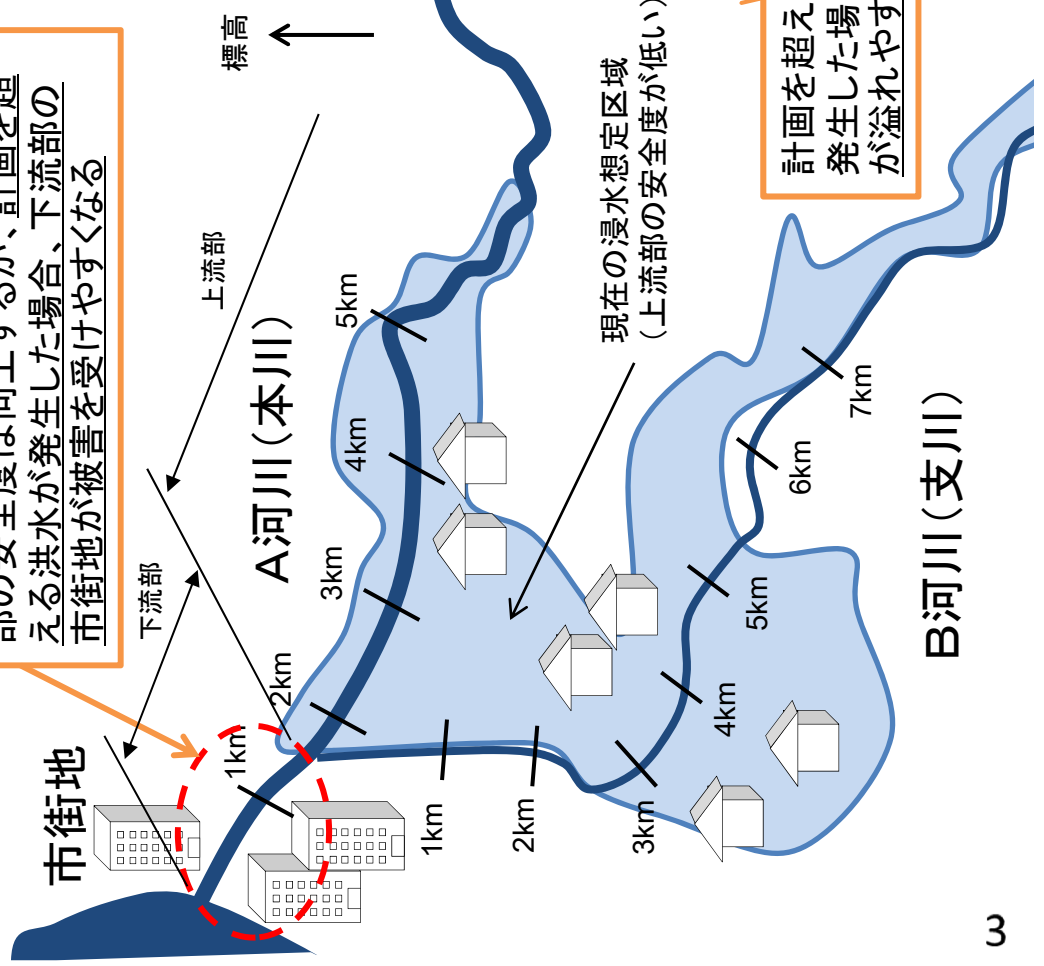 部の安全度は向上するが、計画を超
える洪水が発生した場合、下流部の
市街地が被害を受けやすくなる
標高
上流部
下流部
市街地
A河川（本川）
1km
2km
3km
4km
5km
現在の浸水想定区域
（上流部の安全度が低い）
計画を超え
発生した場
が溢れやす
B河川（支川）
1km
2km
3km
4km
5km
6km
7km
3